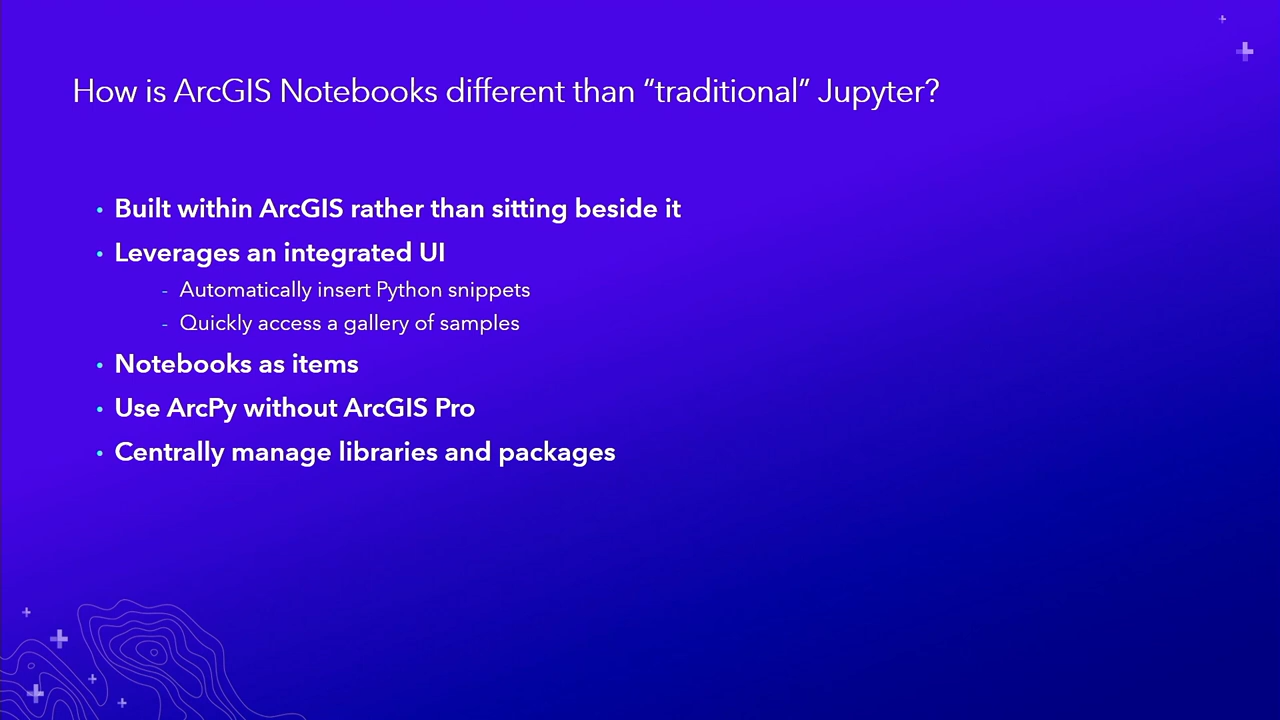 How is ArcGIS Notebooks different than “traditional” Jupyter?
• Built within ArcGIS rather than sitting beside it
• Leverages an integrated UI
- Automatically insert Python snippets
- Quickly access a gallery of samples
• Notebooks as items
• Use ArcPy without ArcGIS Pro
• Centrally manage libraries and packages